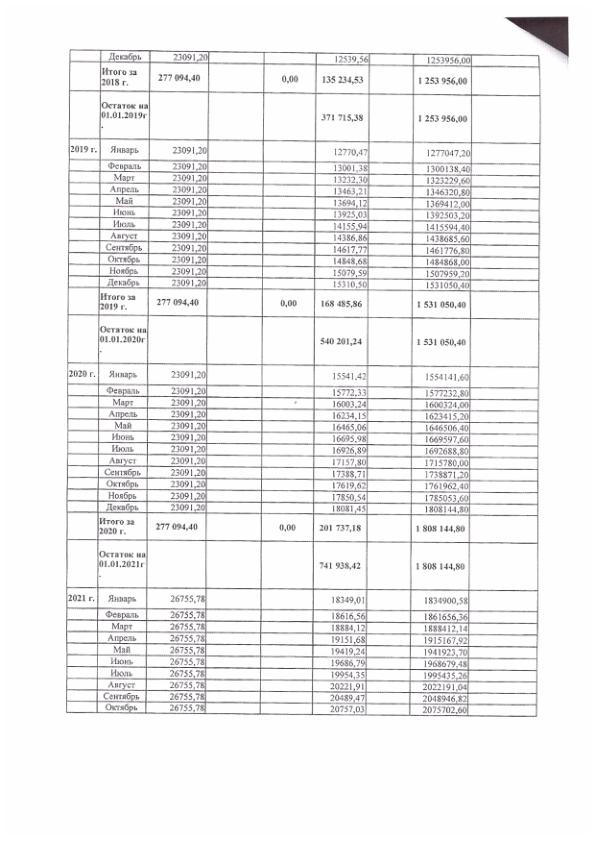 Декабрь 23091,20 12539,56 1253956,00
Итого за 2018 г. 277 094,40 0,00 135 234,53 1 253 956,00
Остаток на 01.01.2019г. 371 715,38 1 253 956,00
2019 г. Январь 23091,20 12770,47 1277047,20
Февраль 23091,20 13001,38 1300138,40
Март 23091,20 13232,30 1323229,60
Апрель 23091,20 13463,21 1346320,80
Май 23091,20 13694,12 1369412,00
Июнь 23091,20 13925,03 1392503,20
Июль 23091,20 14155,94 1415594,40
Август 23091,20 14386,86 1438685,60
Сентябрь 23091,20 14617,77 1461776,80
Октябрь 23091,20 14848,68 1484868,00
Ноябрь 23091,20 15079,59 1507959,20
Декабрь 23091,20 15310,50 1531050,40
Итого за 2019 г. 277 094,40 0,00 168 485,86 1 531 050,40
Остаток на 01.01.2020г. 540 201,24 1 531 050,40
2020 г. Январь 23091,20 15541,42 1554141,60
Февраль 23091,20 15772,33 1577232,80
Март 23091,20 16003,24 1600324,00
Апрель 23091,20 16234,15 1623415,20
Май 23091,20 16465,06 1646506,40
Июнь 23091,20 16695,98 1669597,60
Июль 23091,20 16926,89 1692688,80
Август 23091,20 17157,80 1715780,00
Сентябрь 23091,20 17388,71 1738871,20
Октябрь 23091,20 17619,62 1761962,40
Ноябрь 23091,20 17850,54 1785053,60
Декабрь 23091,20 18081,45 1808144,80
Итого за 2020 г. 277 094,40 0,00 201 737,18 1 808 144,80
Остаток на 01.01.2021г. 741 938,42 1 808 144,80
2021 г. Январь 26755,78 18349,01 1834900,58
Февраль 26755,78 18616,56 1861656,36
Март 26755,78 18884,12 1888412,14
Апрель 26755,78 19151,68 1915167,92
Май 26755,78 19419,24 1941923,70
Июнь 26755,78 19686,79 1968679,48
Июль 26755,78 19954,35 1995435,26
Август 26755,78 20221,91 2022191,04
Сентябрь 26755,78 20489,47 2048946,82
Октябрь 26755,78 20757,03 2075702,60